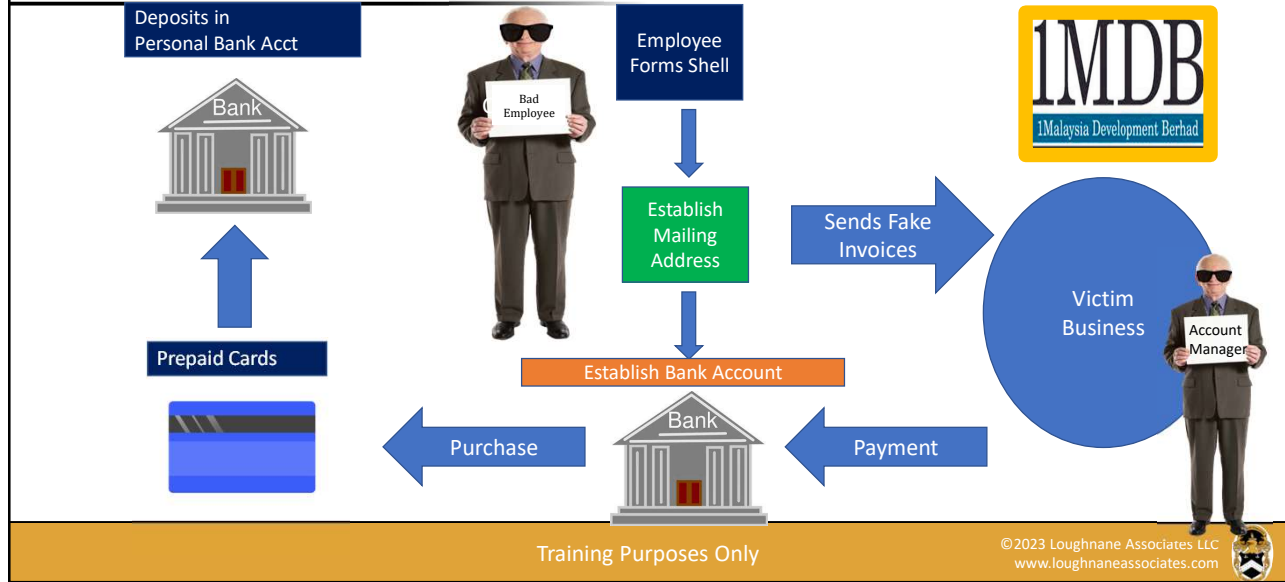 Deposits in
Personal Bank Acct
Bank
Bad
Employee
Employee
Forms Shell
1MDB
1Malaysia Development Berhad
Establish
Mailing
Address
Sends Fake
Invoices
Victim
Business
Account
Manager
Prepaid Cards
Establish Bank Account
Bank
Purchase
Payment
Training Purposes Only
©2023 Loughnane Associates LLC
www.loughnaneassociates.com